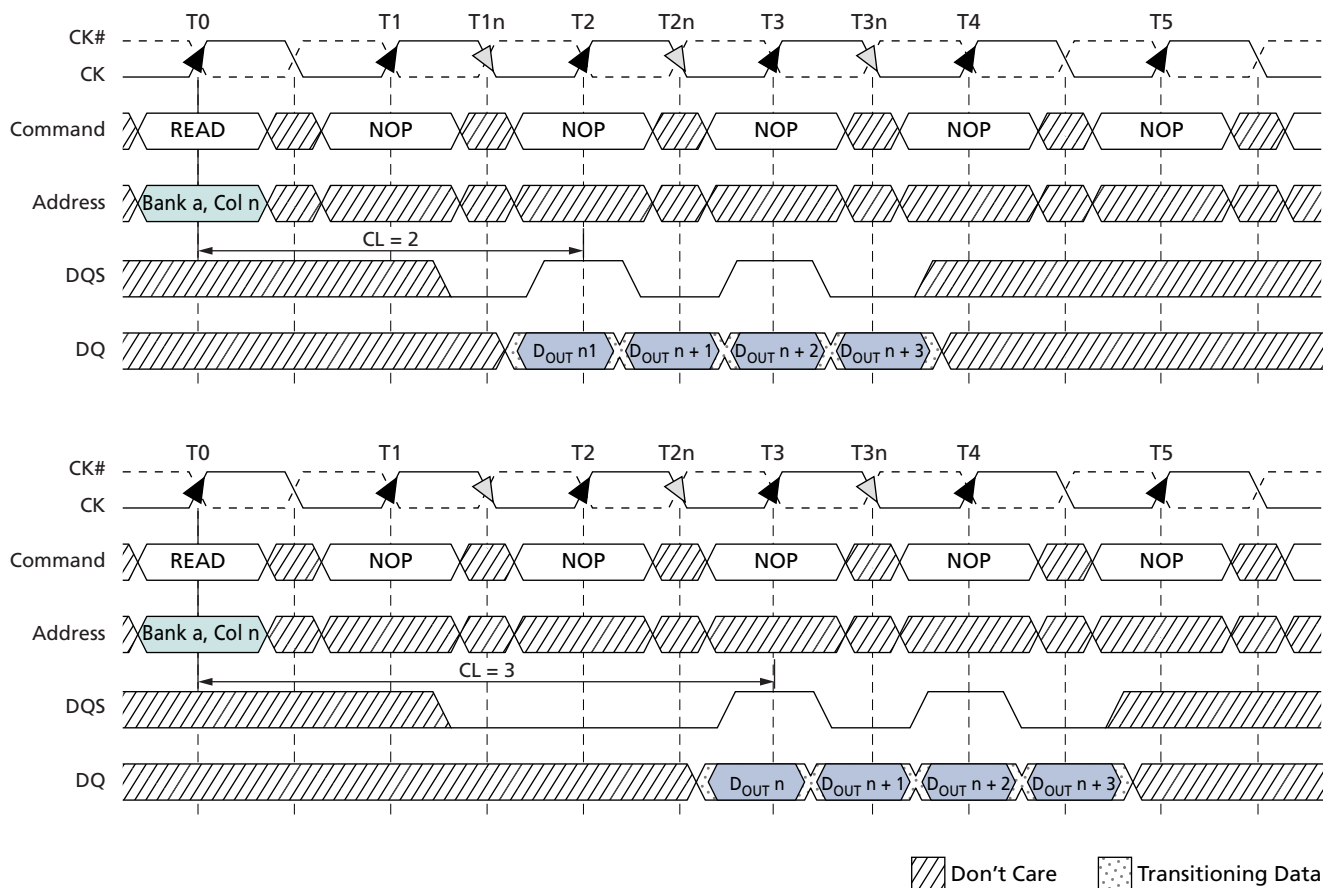 T0 T1 T1n T2 T2n T3 T3n T4 T5
CK#
CK
Command READ NOP NOP NOP NOP NOP
Address Bank a, Col n
CL = 2
DQS
DQ DOUT n1 DOUT n + 1 DOUT n + 2 DOUT n + 3
T0 T1 T2 T2n T3 T3n T4 T5
CK#
CK
Command READ NOP NOP NOP NOP NOP
Address Bank a, Col n
CL = 3
DQS
DQ DOUT n DOUT n + 1 DOUT n + 2 DOUT n + 3
Don't Care Transitioning Data